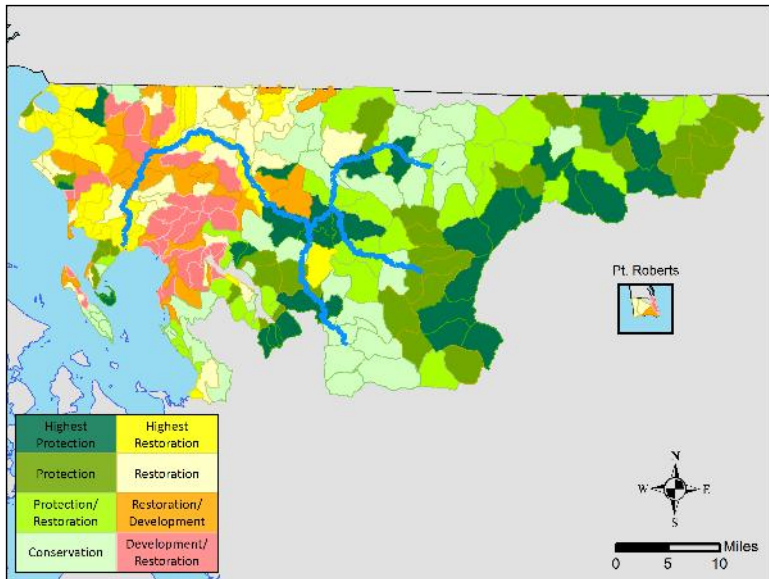 Pt. Roberts
Highest
Protection
Highest
Restoration
Protection
Restoration
Protection/
Restoration
Restoration/
Development
Conservation
Development/
Restoration
N
W
E
S
Miles
0
5
10